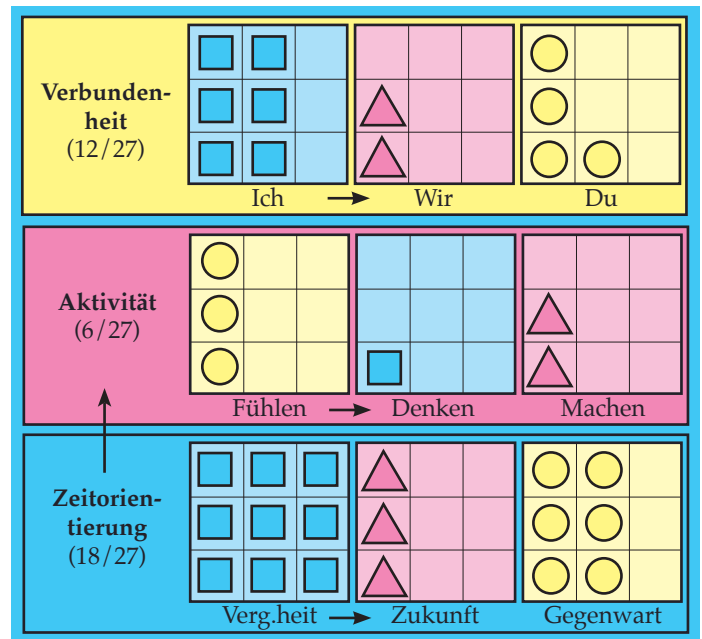 Verbunden-
heit
(12/27)
Ich → Wir Du
Aktivität
(6/27)
Fühlen → Denken Machen
Zeitorien-
tierung
(18/27)
Verg.heit → Zukunft Gegenwart